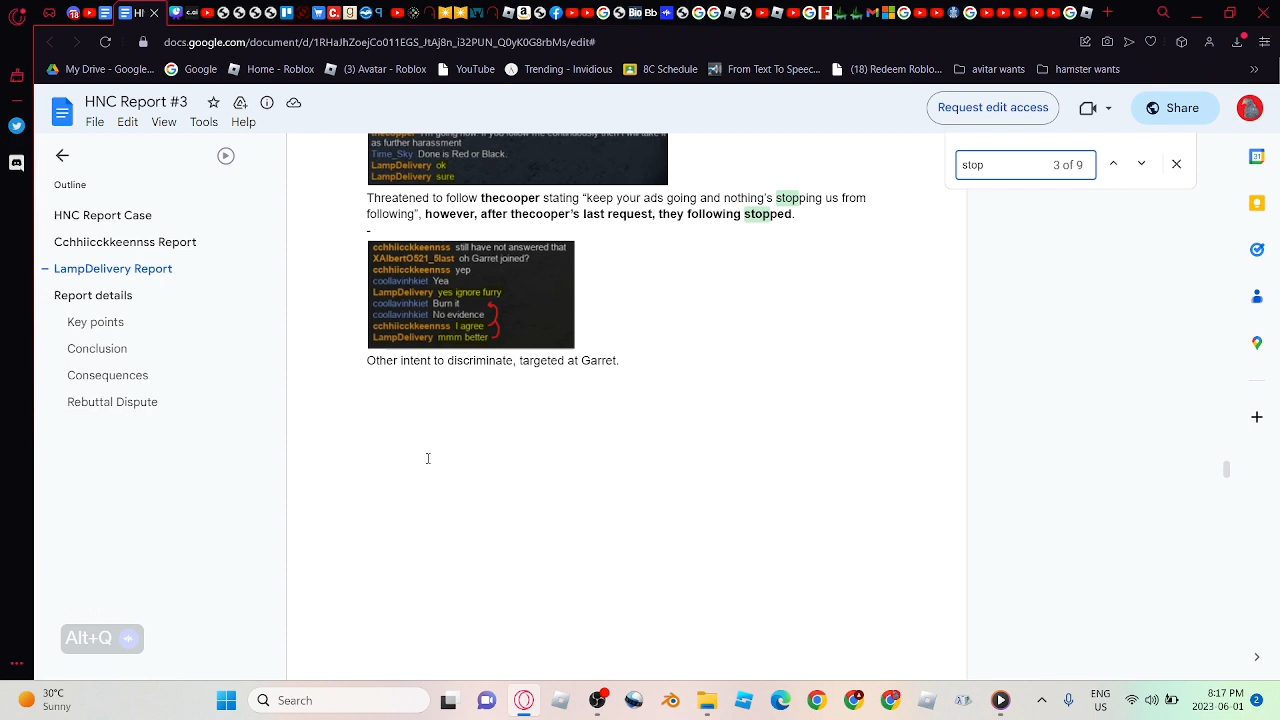 H!
docs.google.com/document/d/1RHaJhZoejCo011EGS_JtAj8n_i32PUN_Q0yK0G8rbMs/edit#
My Drive - Google...
Google
Home - Roblox
(3) Avatar - Roblox
YouTube
Trending - Invidious
8C Schedule
From Text To Speec...
(18) Redeem Roblo...
avitar wants
hamster wants
HNC Report #3
File Edit View Tools Help
Request edit access
Share
stop
3 of
Outline
HNC Report Case
Cchhiicckkeennss Report
LampDelivery Report
Report details
Key points
Conclusion
Consequences
Rebuttal Dispute
as further harassment
Time_Sky Done is Red or Black.
LampDelivery ok
LampDelivery sure
Threatened to follow thecooper stating “keep your ads going and nothing’s stopping us from
following”, however, after thecooper’s last request, they following stopped.
-
cchhiicckkeennss still have not answered that
XAlbertO521_5last oh Garret joined?
cchhiicckkeennss yep
coollavinhkiet Yea
LampDelivery yes ignore furry
coollavinhkiet Burn it
coollavinhkiet No evidence
cchhiicckkeennss I agree
LampDelivery mmm better
Other intent to discriminate, targeted at Garret.
Alt+Q
30°C
Sunny
Search
ENG
US
8:17 PM
2023-06-01
2